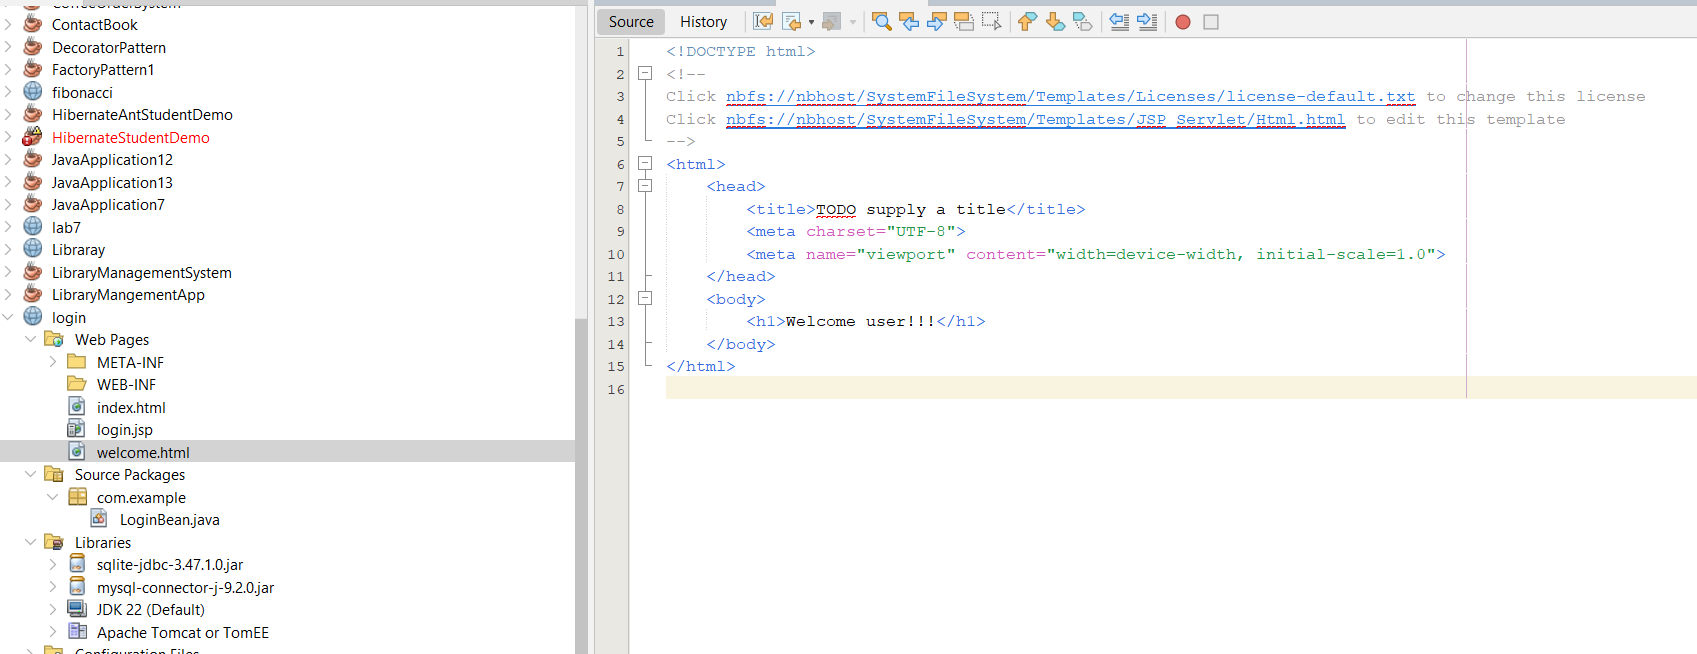 CoffeeOrderSystem
ContactBook
DecoratorPattern
FactoryPattern1
fibonacci
HibernateAntStudentDemo
HibernateStudentDemo
JavaApplication12
JavaApplication13
JavaApplication7
lab7
Libraray
LibraryManagementSystem
LibraryMangementApp
login
Web Pages
META-INF
WEB-INF
index.html
login.jsp
welcome.html
Source Packages
com.example
LoginBean.java
Libraries
sqlite-jdbc-3.47.1.0.jar
mysql-connector-j-9.2.0.jar
JDK 22 (Default)
Apache Tomcat or TomEE
Configuration Files
Source History
1 <!DOCTYPE html>
2 <!--
3 Click nbfs://nbhost/SystemFileSystem/Templates/Licenses/license-default.txt to change this license
4 Click nbfs://nbhost/SystemFileSystem/Templates/JSP_Servlet/Html.html to edit this template
5 -->
6 <html>
7 <head>
8 <title>TODO supply a title</title>
9 <meta charset="UTF-8">
10 <meta name="viewport" content="width=device-width, initial-scale=1.0">
11 </head>
12 <body>
13 <h1>Welcome user!!!</h1>
14 </body>
15 </html>
16